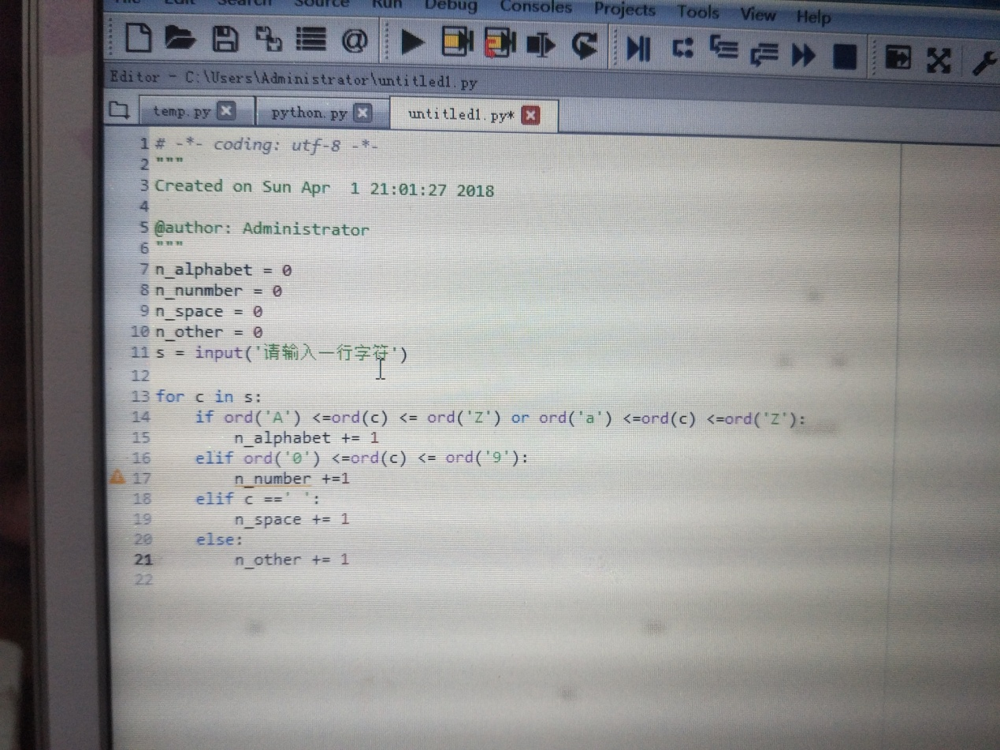 File Edit Search Source Run Debug Consoles Projects Tools View Help
Editor - C:\Users\Administrator\untitled1.py
temp.py python.py untitled1.py*
1 # -*- coding: utf-8 -*-
2 """
3 Created on Sun Apr  1 21:01:27 2018
4
5 @author: Administrator
6 """
7 n_alphabet = 0
8 n_nunmber = 0
9 n_space = 0
10 n_other = 0
11 s = input('请输入一行字符')
12
13 for c in s:
14     if ord('A') <=ord(c) <= ord('Z') or ord('a') <=ord(c) <=ord('Z'):
15         n_alphabet += 1
16     elif ord('0') <=ord(c) <= ord('9'):
17         n_number +=1
18     elif c ==' ':
19         n_space += 1
20     else:
21         n_other += 1
22